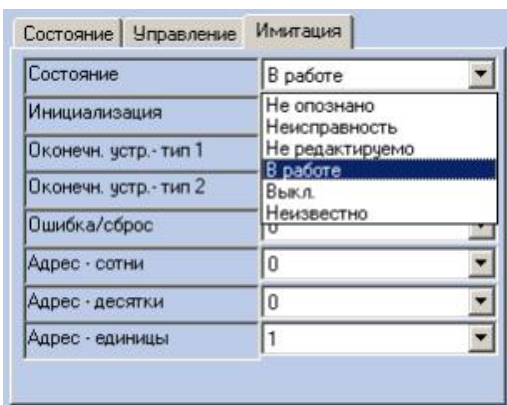 Состояние Управление Имитация
Состояние В работе
Инициализация Не опознано
Неисправность
Оконечн. устр.- тип 1 Не редактируемо
В работе
Оконечн. устр.- тип 2 Выкл.
Неизвестно
Ошибка/сброс 0
Адрес - сотни 0
Адрес - десятки 0
Адрес - единицы 1